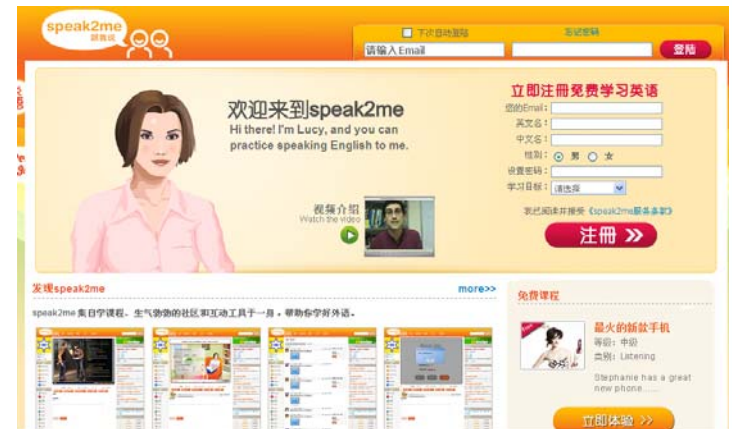 speak2me
跟我说
下次自动登陆
忘记密码
请输入Email
登陆
欢迎来到speak2me
Hi there! I'm Lucy, and you can
practice speaking English to me.
视频介绍
Watch the video
立即注册免费学习英语
您的Email:
英文名:
中文名:
性别: 男 女
设置密码:
学习目标: 请选择
我已阅读并接受《speak2me服务条款》
注册 >>
发现speak2me
more>>
speak2me 集日学课程、生气勃勃的社区和互动工具于一身，帮助你学好外语。
免费课程
最火的新款手机
等级: 中级
类别: Listening
Stephanie has a great
new phone......
立即体验 >>